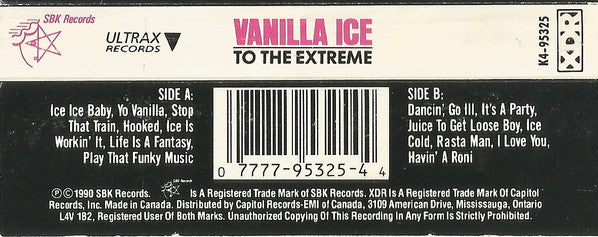 SBK Records
ULTRAX
RECORDS
VANILLA ICE
TO THE EXTREME
K4-95325
XDR
SIDE A:
Ice Ice Baby, Yo Vanilla, Stop
That Train, Hooked, Ice Is
Workin' It, Life Is A Fantasy,
Play That Funky Music
0 7777-95325-4 4
SIDE B:
Dancin', Go Ill, It's A Party,
Juice To Get Loose Boy, Ice
Cold, Rasta Man, I Love You,
Havin' A Roni
℗ © 1990 SBK Records. Is A Registered Trade Mark of SBK Records. XDR Is A Registered Trade Mark Of Capitol
Records, Inc. Made in Canada. Distributed by Capitol Records-EMI of Canada, 3109 American Drive, Mississauga, Ontario
L4V 1B2, Registered User Of Both Marks. Unauthorized Copying Of This Recording In Any Form Is Strictly Prohibited.